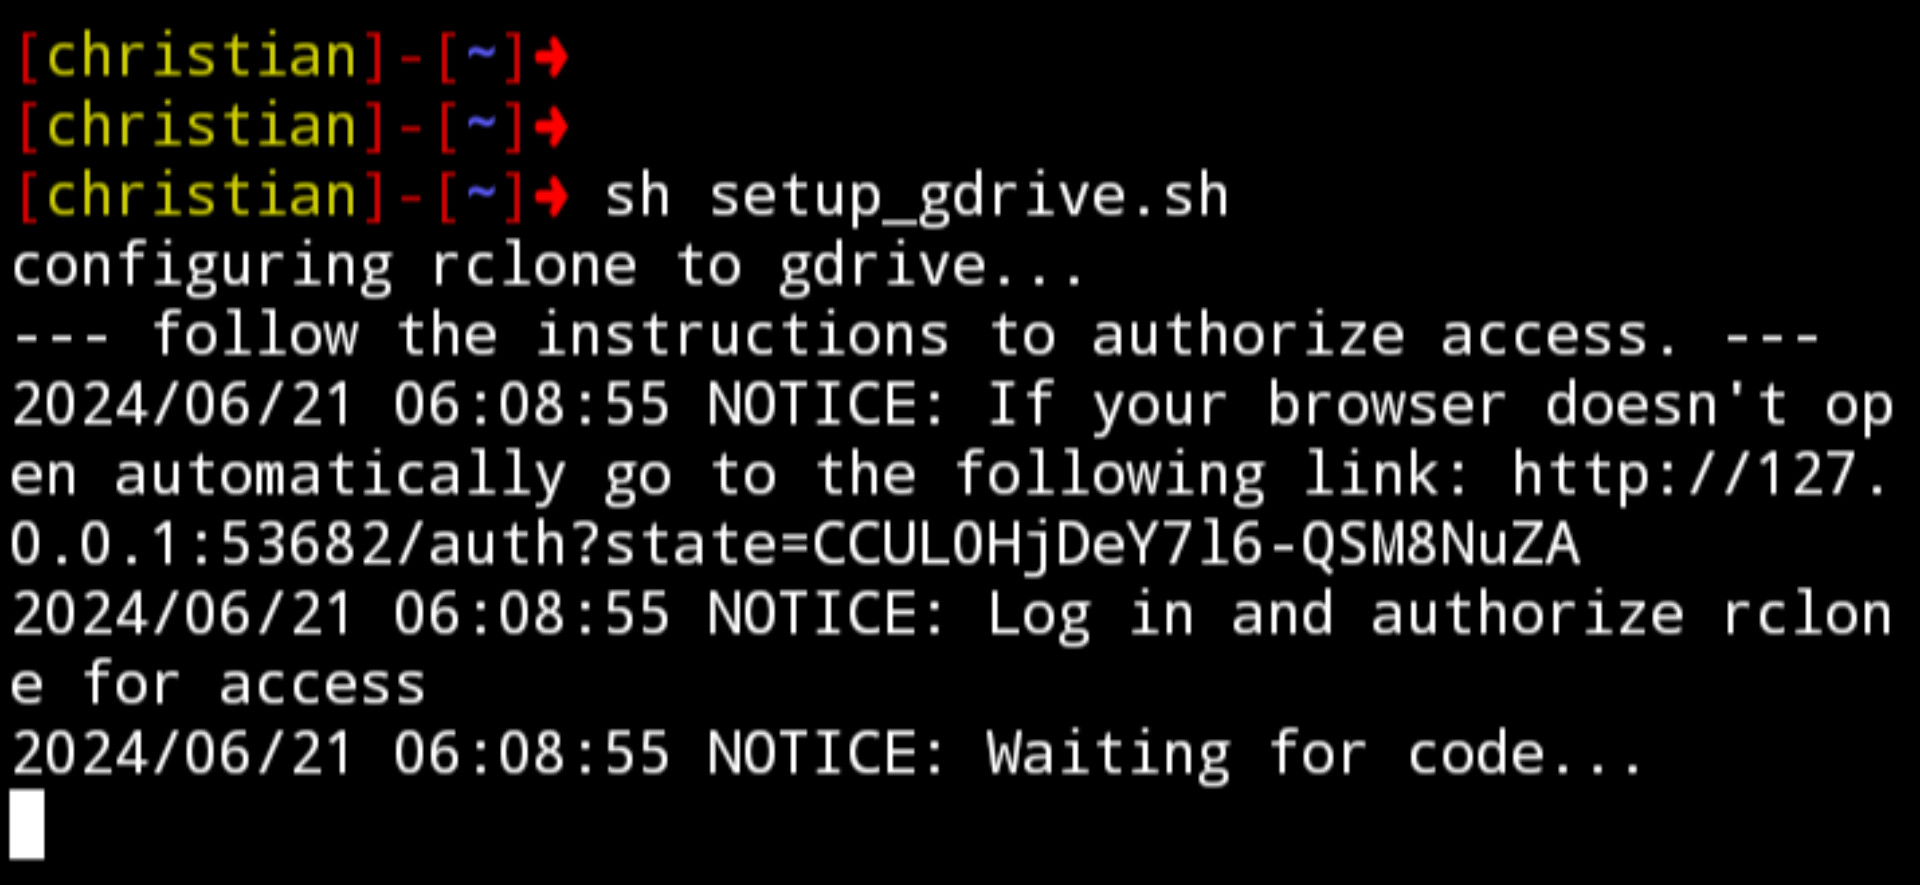 [christian]-[~]➜
[christian]-[~]➜
[christian]-[~]➜ sh setup_gdrive.sh
configuring rclone to gdrive...
--- follow the instructions to authorize access. ---
2024/06/21 06:08:55 NOTICE: If your browser doesn't op
en automatically go to the following link: http://127.
0.0.1:53682/auth?state=CCUL0HjDeY7l6-QSM8NuZA
2024/06/21 06:08:55 NOTICE: Log in and authorize rclon
e for access
2024/06/21 06:08:55 NOTICE: Waiting for code...